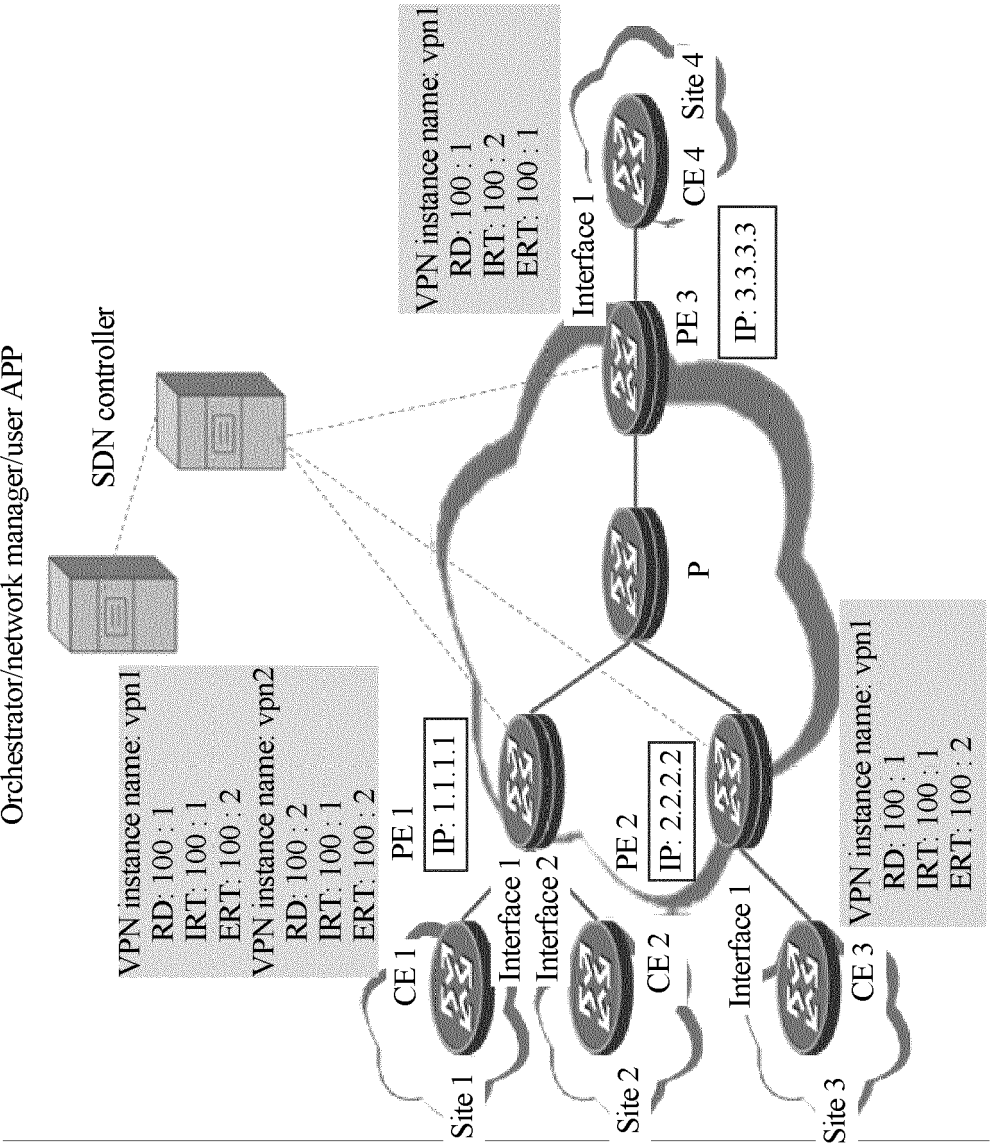 Orchestrator/network manager/user APP
SDN controller
VPN instance name: vpn1
RD: 100 : 1
IRT: 100 : 1
ERT: 100 : 2
VPN instance name: vpn2
RD: 100 : 2
IRT: 100 : 1
ERT: 100 : 2
VPN instance name: vpn1
RD: 100 : 1
IRT: 100 : 2
ERT: 100 : 1
CE 1
PE 1
IP: 1.1.1.1
Site 1
Interface 1
Interface 2
Site 2
CE 2
PE 2
IP: 2.2.2.2
P
Interface 1
PE 3
IP: 3.3.3.3
CE 4
Site 4
Interface 1
Site 3
CE 3
VPN instance name: vpn1
RD: 100 : 1
IRT: 100 : 1
ERT: 100 : 2